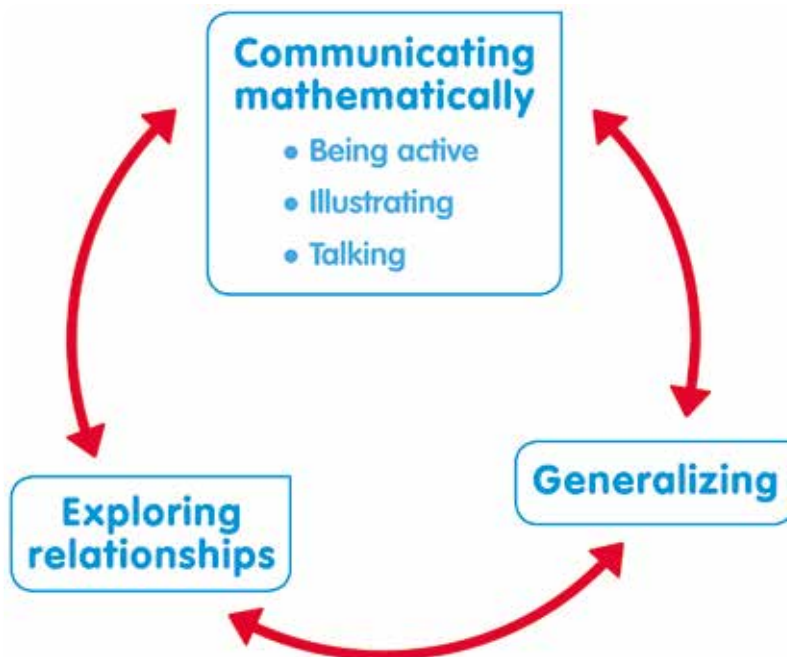 Communicating
mathematically
• Being active
• Illustrating
• Talking
Generalizing
Exploring
relationships